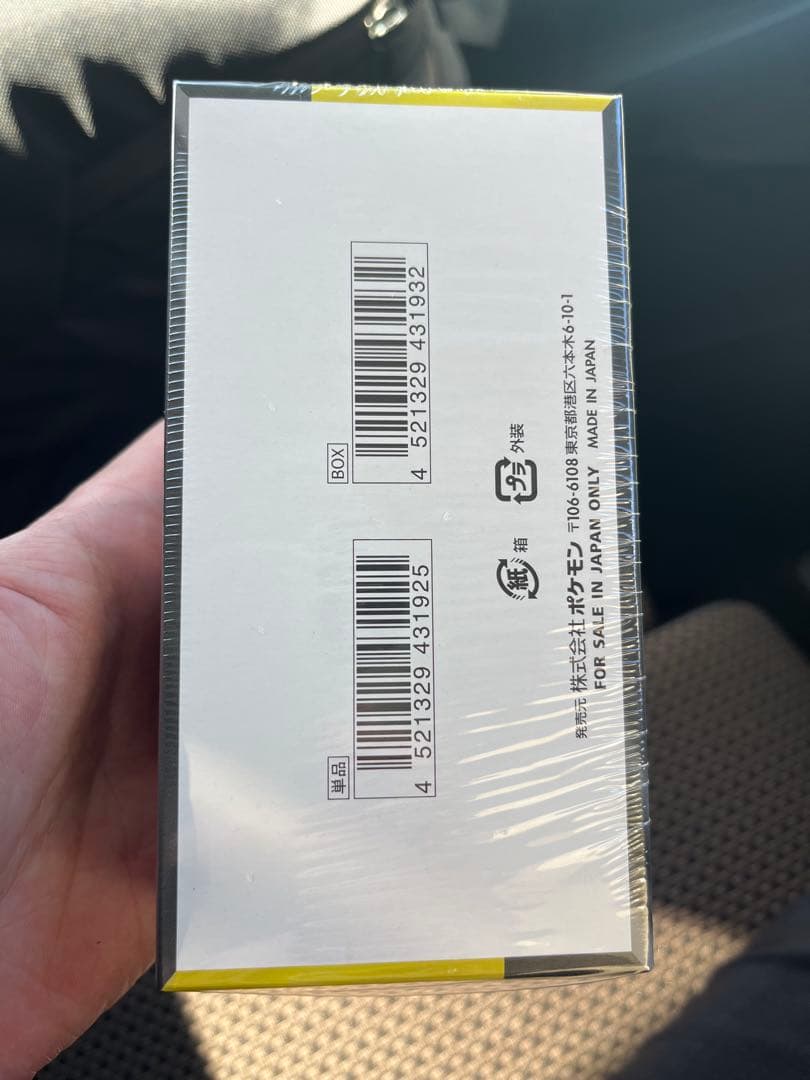 BOX
4 521329 431932
単品
4 521329 431925
プラ 外装
紙 箱
発売元 株式会社 ポケモン 〒106-6108 東京都港区六本木6-10-1
FOR SALE IN JAPAN ONLY MADE IN JAPAN